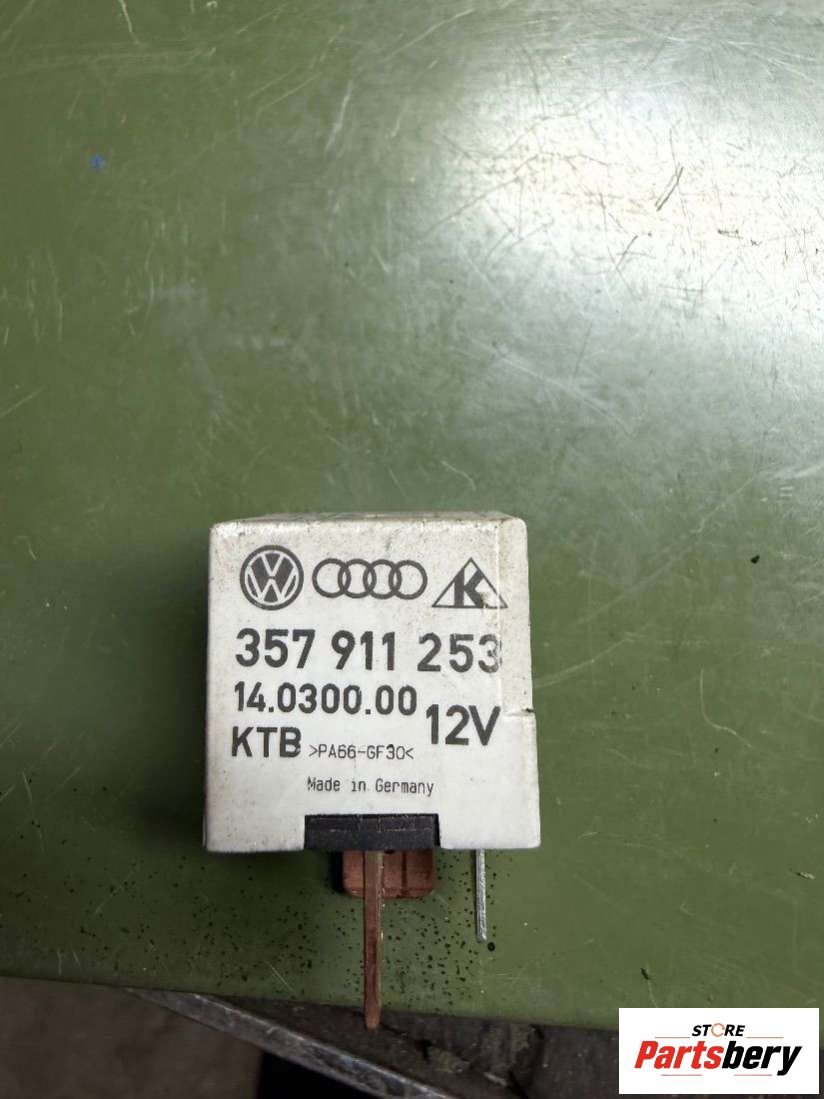 K
357 911 253
14.0300.00 12V
KTB >PA66-GF30<
Made in Germany
STORE
Partsbery